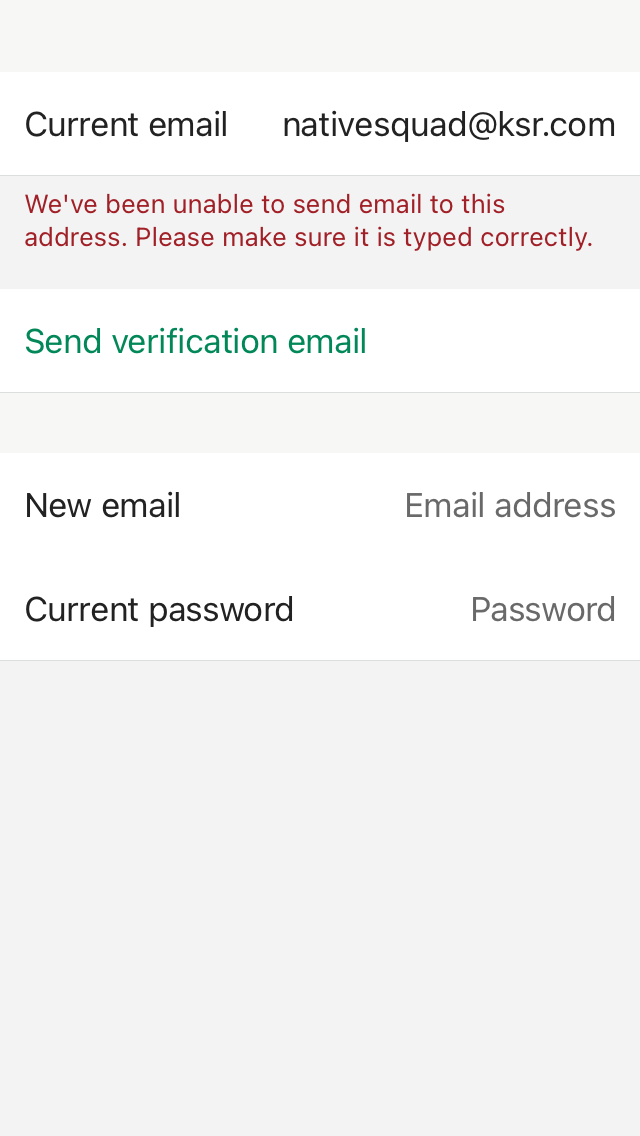 Current email nativesquad@ksr.com
We've been unable to send email to this
address. Please make sure it is typed correctly.
Send verification email
New email Email address
Current password Password